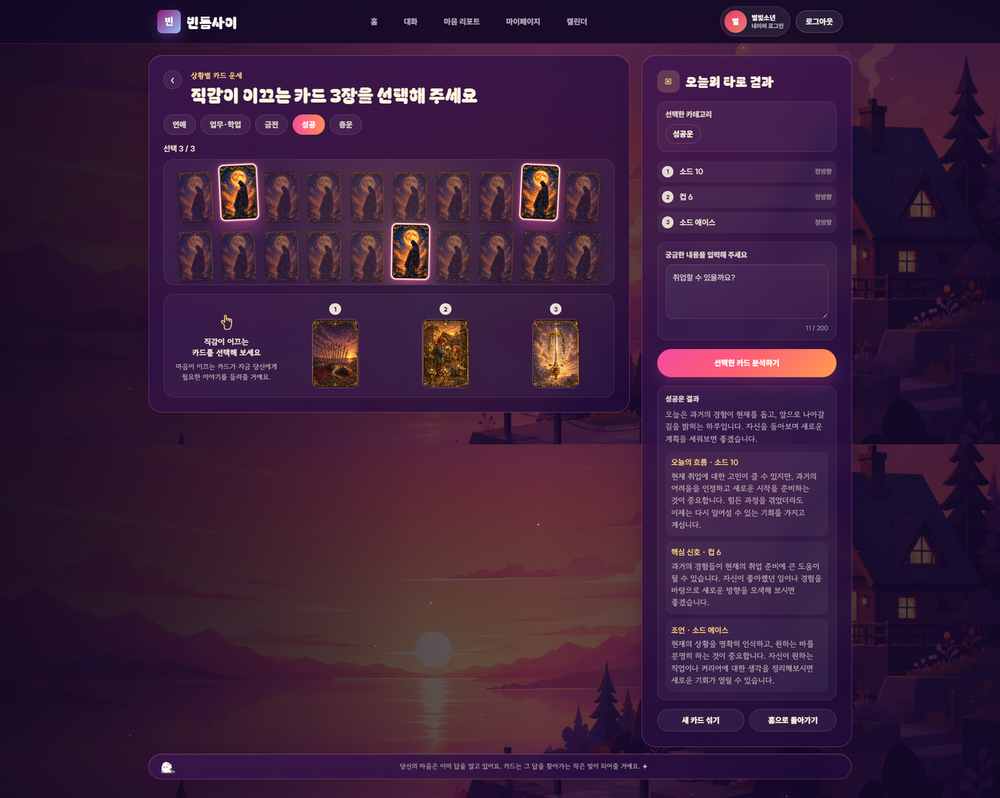 빈 빈틈사이
홈 대화 마음 리포트 마이페이지 캘린더
별 별빛소년
네이버 로그인
로그아웃
상황별 카드 운세
직감이 이끄는 카드 3장을 선택해 주세요
연애 업무·학업 금전 성공 총운
선택 3 / 3
1 2 3
직감이 이끄는
카드를 선택해 보세요
마음이 이끄는 카드가 지금 당신에게
필요한 이야기를 들려줄 거예요.
오늘의 타로 결과
선택한 카테고리
성공운
1 소드 10 정방향
2 컵 6 정방향
3 소드 에이스 정방향
궁금한 내용을 입력해 주세요
취업할 수 있을까요?
11 / 200
선택한 카드 분석하기
성공운 결과
오늘은 과거의 경험이 현재를 돕고, 앞으로 나아갈
길을 밝히는 하루입니다. 자신을 돌아보며 새로운
계획을 세워보면 좋겠습니다.
오늘의 흐름 · 소드 10
현재 취업에 대한 고민이 클 수 있지만, 과거의
어려움을 인정하고 새로운 시작을 준비하는
것이 중요합니다. 힘든 과정을 겪었더라도
이제는 다시 일어설 수 있는 기회를 가지고
계십니다.
핵심 신호 · 컵 6
과거의 경험들이 현재의 취업 준비에 큰 도움이
될 수 있습니다. 자신이 좋아했던 일이나 경험을
바탕으로 새로운 방향을 모색해 보시면
좋겠습니다.
조언 · 소드 에이스
현재의 상황을 명확히 인식하고, 원하는 바를
분명히 하는 것이 중요합니다. 자신이 원하는
직업이나 커리어에 대한 생각을 정리해보시면
새로운 기회가 열릴 수 있습니다.
새 카드 섞기 홈으로 돌아가기
당신의 마음은 이미 답을 알고 있어요. 카드는 그 답을 찾아가는 작은 빛이 되어줄 거예요. ✦